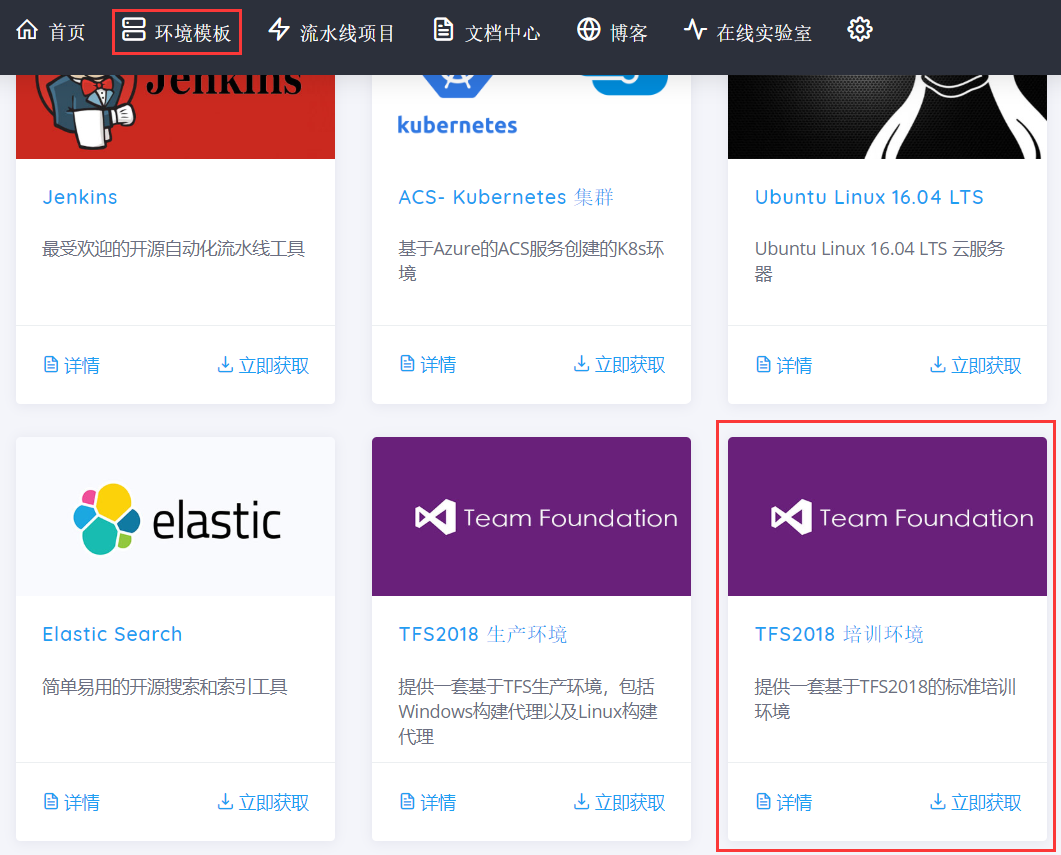 首页 环境模板 流水线项目 文档中心 博客 在线实验室
Jenkins
kubernetes
Jenkins
ACS- Kubernetes 集群
Ubuntu Linux 16.04 LTS
最受欢迎的开源自动化流水线工具
基于Azure的ACS服务创建的K8s环
境
Ubuntu Linux 16.04 LTS 云服务
器
详情 立即获取
详情 立即获取
详情 立即获取
elastic
Team Foundation
Team Foundation
Elastic Search
TFS2018 生产环境
TFS2018 培训环境
简单易用的开源搜索和索引工具
提供一套基于TFS生产环境，包括
Windows构建代理以及Linux构建
代理
提供一套基于TFS2018的标准培训
环境
详情 立即获取
详情 立即获取
详情 立即获取